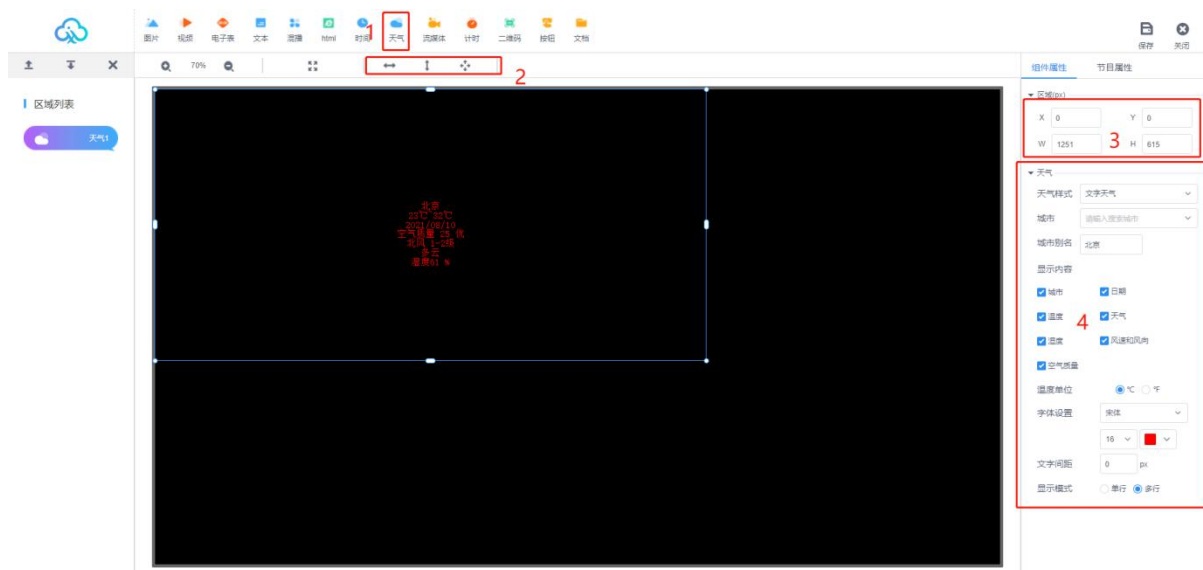 图片 视频 电子表 文本 混播 html 时间 天气 流媒体 计时 二维码 按钮 文档
1
保存 关闭
70%
2
组件属性 节目属性
区域列表
天气1
区域(px)
X 0 Y 0
W 1251 H 615
3
天气
天气样式 文字天气
城市 请输入搜索城市
城市别名 北京
显示内容
城市 日期
温度 天气
湿度 风速和风向
空气质量
4
温度单位 ℃ ℉
字体设置 宋体
16
文字间距 0 px
显示模式 单行 多行
北京
23℃ 32℃
2021/08/10
空气质量 25 优
北风 1-2级
多云
湿度61 %